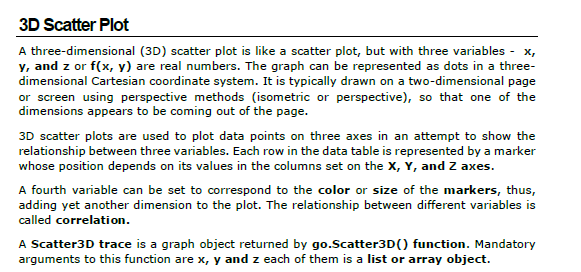 3D Scatter Plot
A three-dimensional (3D) scatter plot is like a scatter plot, but with three variables - x,
y, and z or f(x, y) are real numbers. The graph can be represented as dots in a three-
dimensional Cartesian coordinate system. It is typically drawn on a two-dimensional page
or screen using perspective methods (isometric or perspective), so that one of the
dimensions appears to be coming out of the page.
3D scatter plots are used to plot data points on three axes in an attempt to show the
relationship between three variables. Each row in the data table is represented by a marker
whose position depends on its values in the columns set on the X, Y, and Z axes.
A fourth variable can be set to correspond to the color or size of the markers, thus,
adding yet another dimension to the plot. The relationship between different variables is
called correlation.
A Scatter3D trace is a graph object returned by go.Scatter3D() function. Mandatory
arguments to this function are x, y and z each of them is a list or array object.